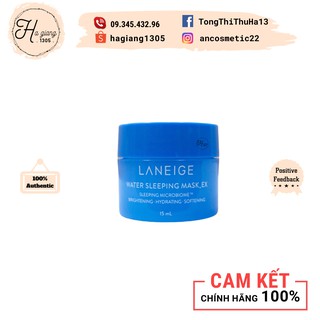 Ha giang
1305
09.345.432.96
TongThiThuHa13
hagiang1305
ancosmetic22
100%
Authentic
Positive
Feedback
LANEIGE
WATER SLEEPING MASK_EX
SLEEPING MICROBIOME™
BRIGHTENING · HYDRATING · SOFTENING
15 mL
CAM KẾT
CHÍNH HÃNG 100%